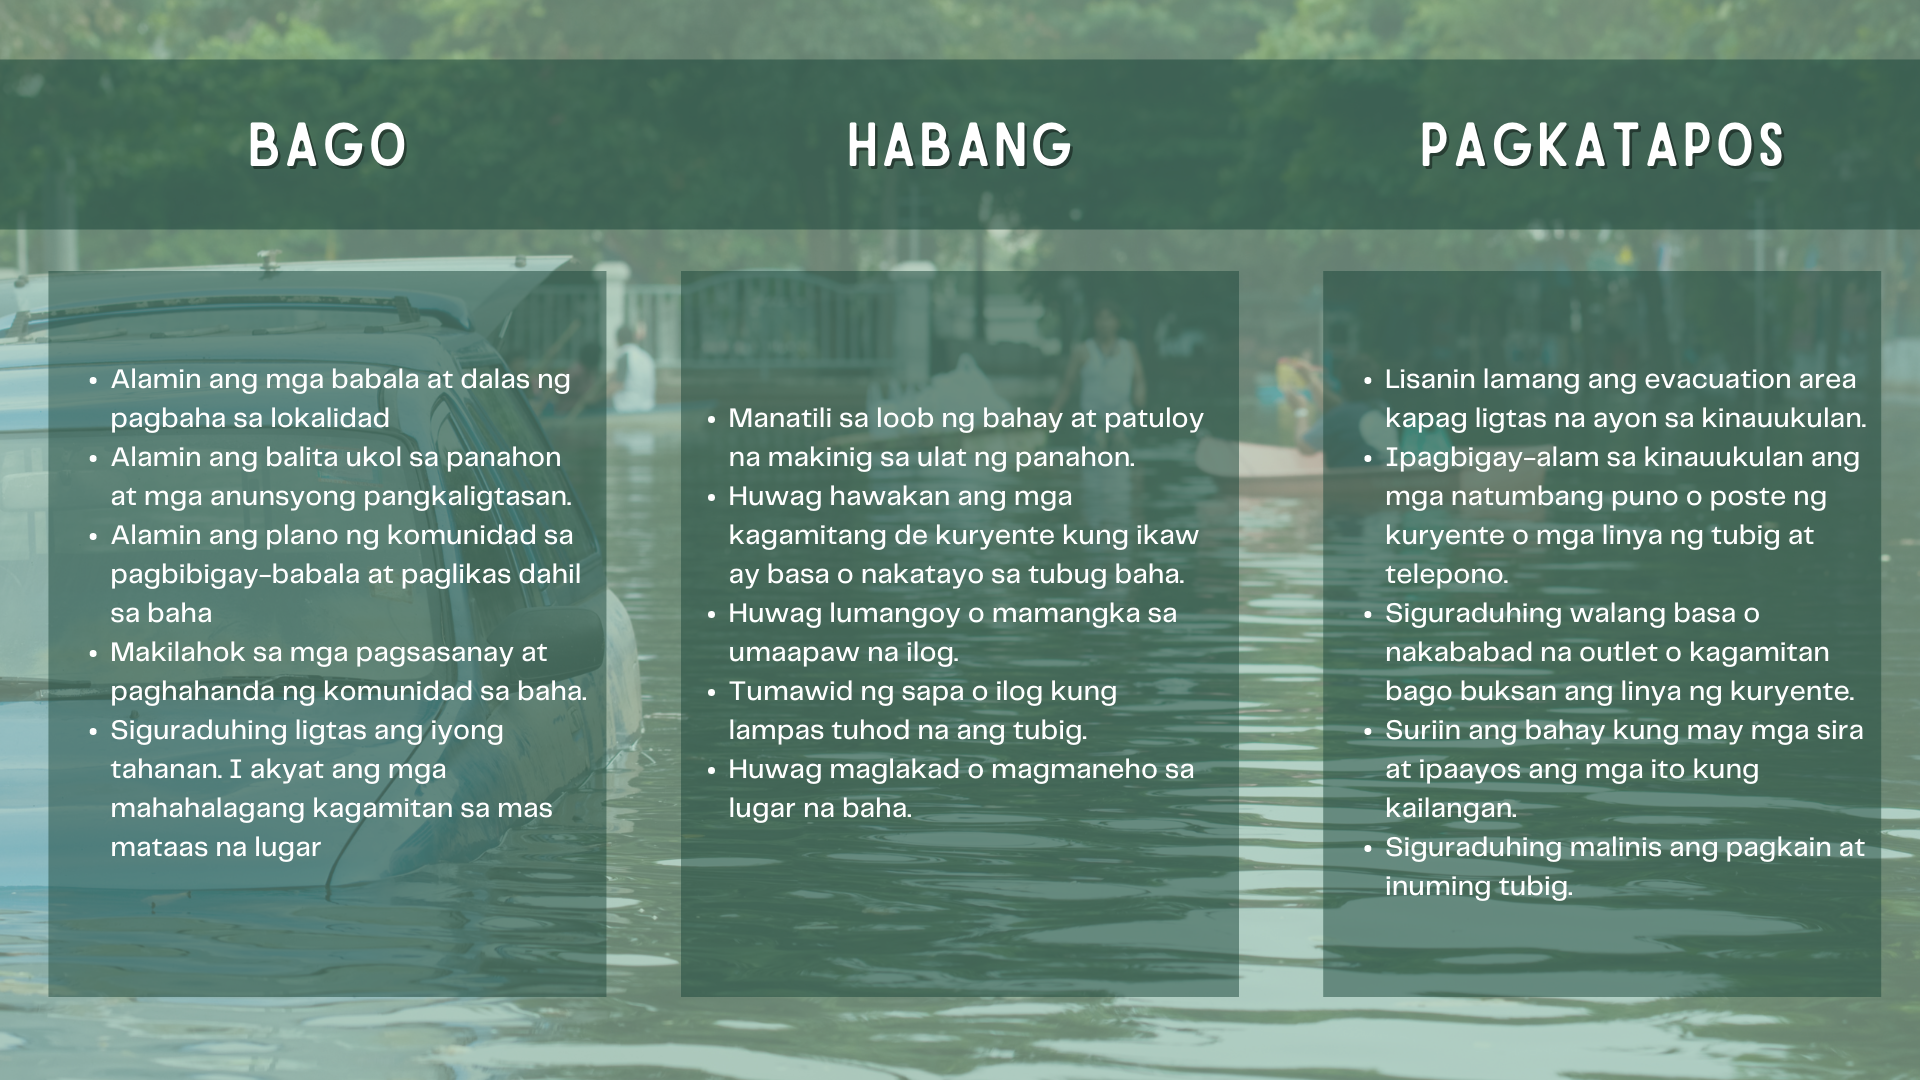 BAGO
HABANG
PAGKATAPOS
• Alamin ang mga babala at dalas ng
pagbaha sa lokalidad
• Alamin ang balita ukol sa panahon
at mga anunsyong pangkaligtasan.
• Alamin ang plano ng komunidad sa
pagbibigay-babala at paglikas dahil
sa baha
• Makilahok sa mga pagsasanay at
paghahanda ng komunidad sa baha.
• Siguraduhing ligtas ang iyong
tahanan. I akyat ang mga
mahahalagang kagamitan sa mas
mataas na lugar
• Manatili sa loob ng bahay at patuloy
na makinig sa ulat ng panahon.
• Huwag hawakan ang mga
kagamitang de kuryente kung ikaw
ay basa o nakatayo sa tubug baha.
• Huwag lumangoy o mamangka sa
umaapaw na ilog.
• Tumawid ng sapa o ilog kung
lampas tuhod na ang tubig.
• Huwag maglakad o magmaneho sa
lugar na baha.
• Lisanin lamang ang evacuation area
kapag ligtas na ayon sa kinauukulan.
• Ipagbigay-alam sa kinauukulan ang
mga natumbang puno o poste ng
kuryente o mga linya ng tubig at
telepono.
• Siguraduhing walang basa o
nakababad na outlet o kagamitan
bago buksan ang linya ng kuryente.
• Suriin ang bahay kung may mga sira
at ipaayos ang mga ito kung
kailangan.
• Siguraduhing malinis ang pagkain at
inuming tubig.